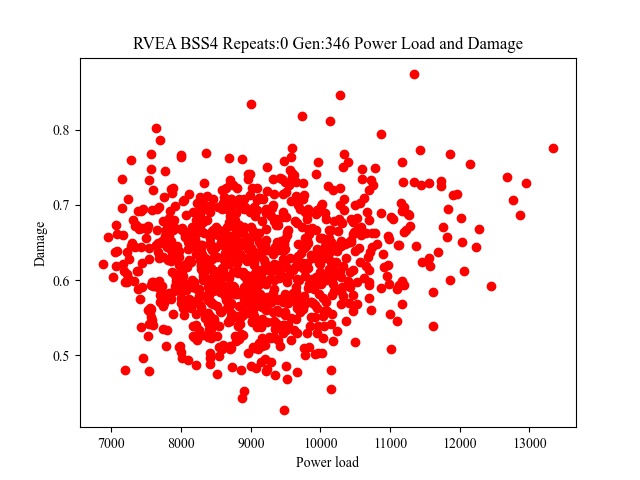 RVEA BSS4 Repeats:0 Gen:346 Power Load and Damage
0.8
0.7
0.6
0.5
Damage
7000 8000 9000 10000 11000 12000 13000
Power load